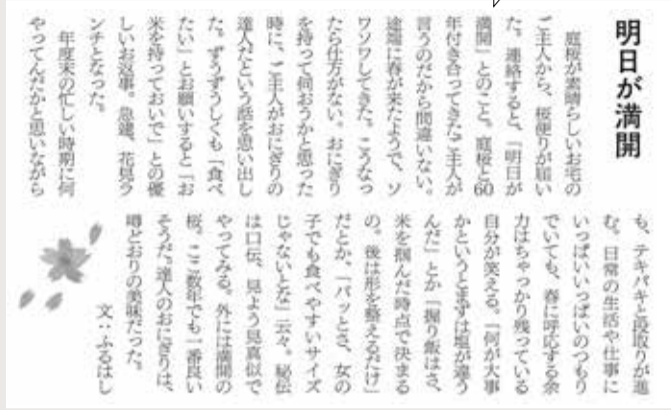 明日が満開
庭桜が素晴らしいお宅の
ご主人から、桜便りが届い
た。連絡すると、「明日が
満開」とのこと。庭桜と60
年付き合ってきたご主人が
言うのだから間違いない。
途端に春が来たようで、ソ
ワソワしてきた。こうなっ
たら仕方がない。おにぎり
を持って伺おうかと思った
時に、ご主人がおにぎりの
達人だという話を思い出し
た。ずうずうしくも「食べ
たい」とお願いすると「お
米を持っておいで」との優
しいお返事。急遽、花見ラ
ンチとなった。
年度末の忙しい時期に何
やってんだかと思いながら
も、テキパキと段取りが進
む。日常の生活や仕事に
いっぱいいっぱいのつもり
でいても、春に呼応する余
力はちゃっかり残っている
自分が笑える。「何が大事
かというとまずは塩が違う
んだ」とか「握り飯はさ、
米を掴んだ時点で決まる
の。後は形を整えるだけ」
だとか、「パッとさ、女の
子でも食べやすいサイズ
じゃないとな」云々。秘伝
は口伝、見よう見真似で
やってみる。外には満開の
桜。ここ数年でも一番良い
そうだ。達人のおにぎりは、
噂どおりの美味だった。
文：ふるはし